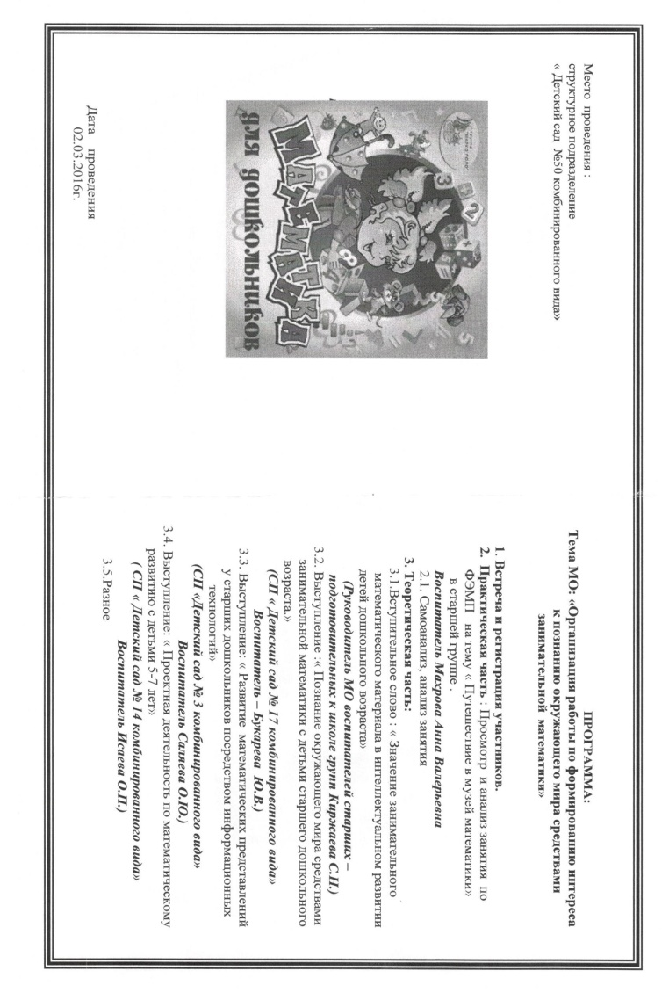 Место проведения :
структурное подразделение
« Детский сад №50 комбинированного вида»
МАТЕМАТИКА
для дошкольников
Дата проведения
02.03.2016г.
ПРОГРАММА:
Тема МО: «Организация работы по формированию интереса
к познанию окружающего мира средствами
занимательной математики»
1. Встреча и регистрация участников.
2. Практическая часть : Просмотр и анализ занятия по
ФЭМП на тему « Путешествие в музей математики»
в старшей группе .
Воспитатель Махрова Анна Валерьевна
2.1. Самоанализ, анализ занятия
3. Теоретическая часть:
3.1.Вступительное слово : « Значение занимательного
математического материала в интеллектуальном развитии
детей дошкольного возраста»
(Руководитель МО воспитателей старших –
подготовительных к школе групп Киржаева С.Н.)
3.2. Выступление :« Познание окружающего мира средствами
занимательной математики с детьми старшего дошкольного
возраста.»
(СП « Детский сад № 17 комбинированного вида»
Воспитатель – Букарева Ю.В.)
3.3. Выступление: « Развитие математических представлений
у старших дошкольников посредством информационных
технологий»
(СП «Детский сад № 3 комбинированного вида»
Воспитатель Силяева О.Ю.)
3.4. Выступление: « Проектная деятельность по математическому
развитию с детьми 5-7 лет»
( СП « Детский сад № 14 комбинированного вида»
Воспитатель Исаева О.П.)
3.5.Разное